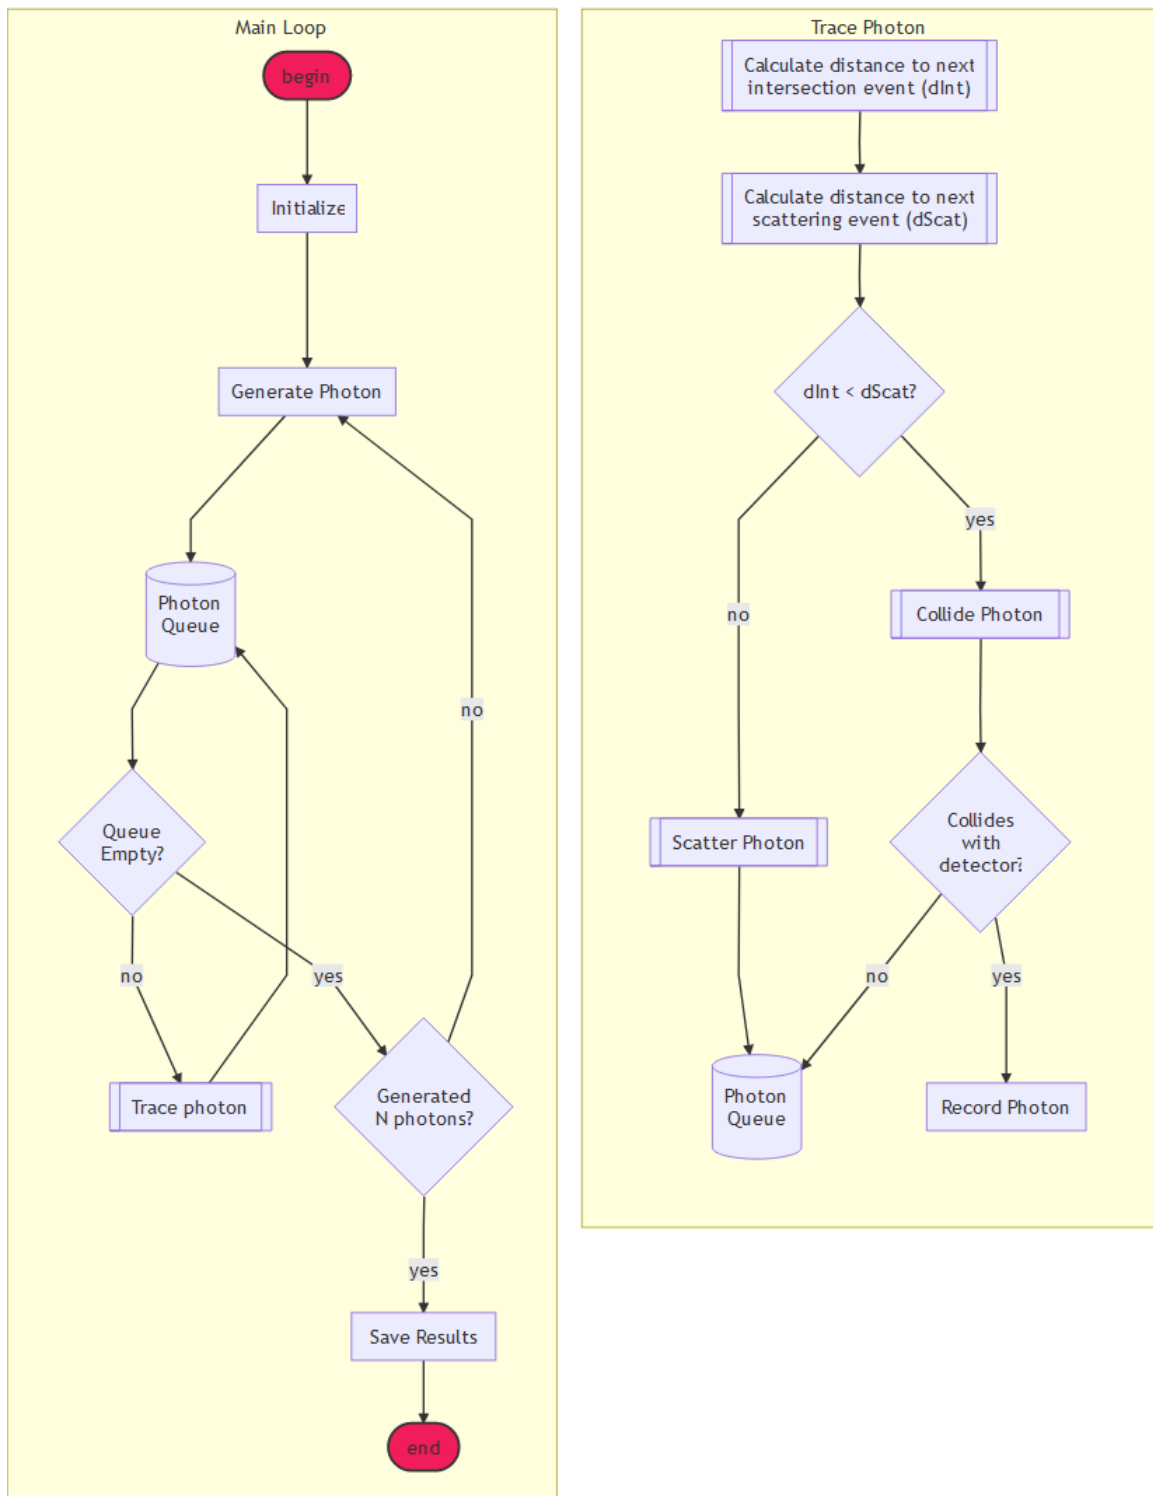 Main Loop
begin
Initialize
Generate Photon
Photon
Queue
no
Queue
Empty?
no
yes
Trace photon
Generated
N photons?
yes
Save Results
end
Trace Photon
Calculate distance to next
intersection event (dInt)
Calculate distance to next
scattering event (dScat)
dInt < dScat?
yes
no
Collide Photon
Scatter Photon
Collides
with
detector?
no
yes
Photon
Queue
Record Photon